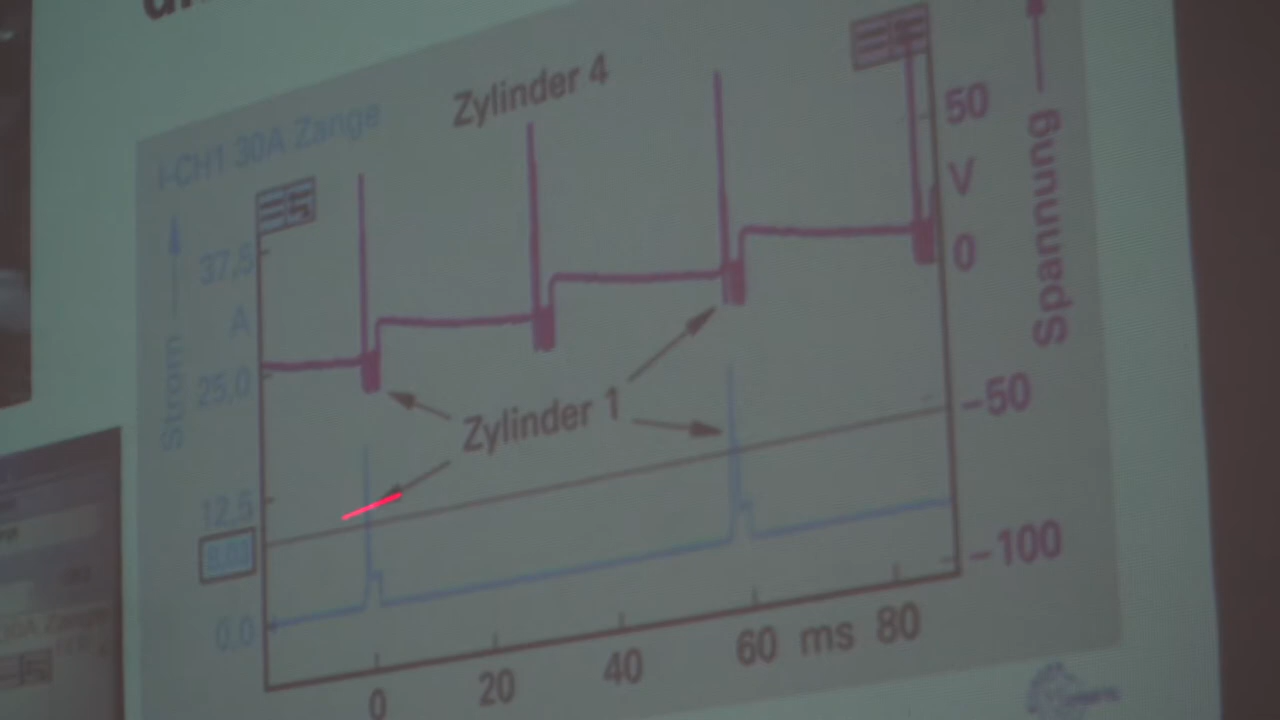 Zylinder 4
I-CH1 30A Zange
50
V
0
-50
-100
Spannung
37,5
A
25,0
12,5
0,0
Strom
Zylinder 1
0
20
40
60 ms 80